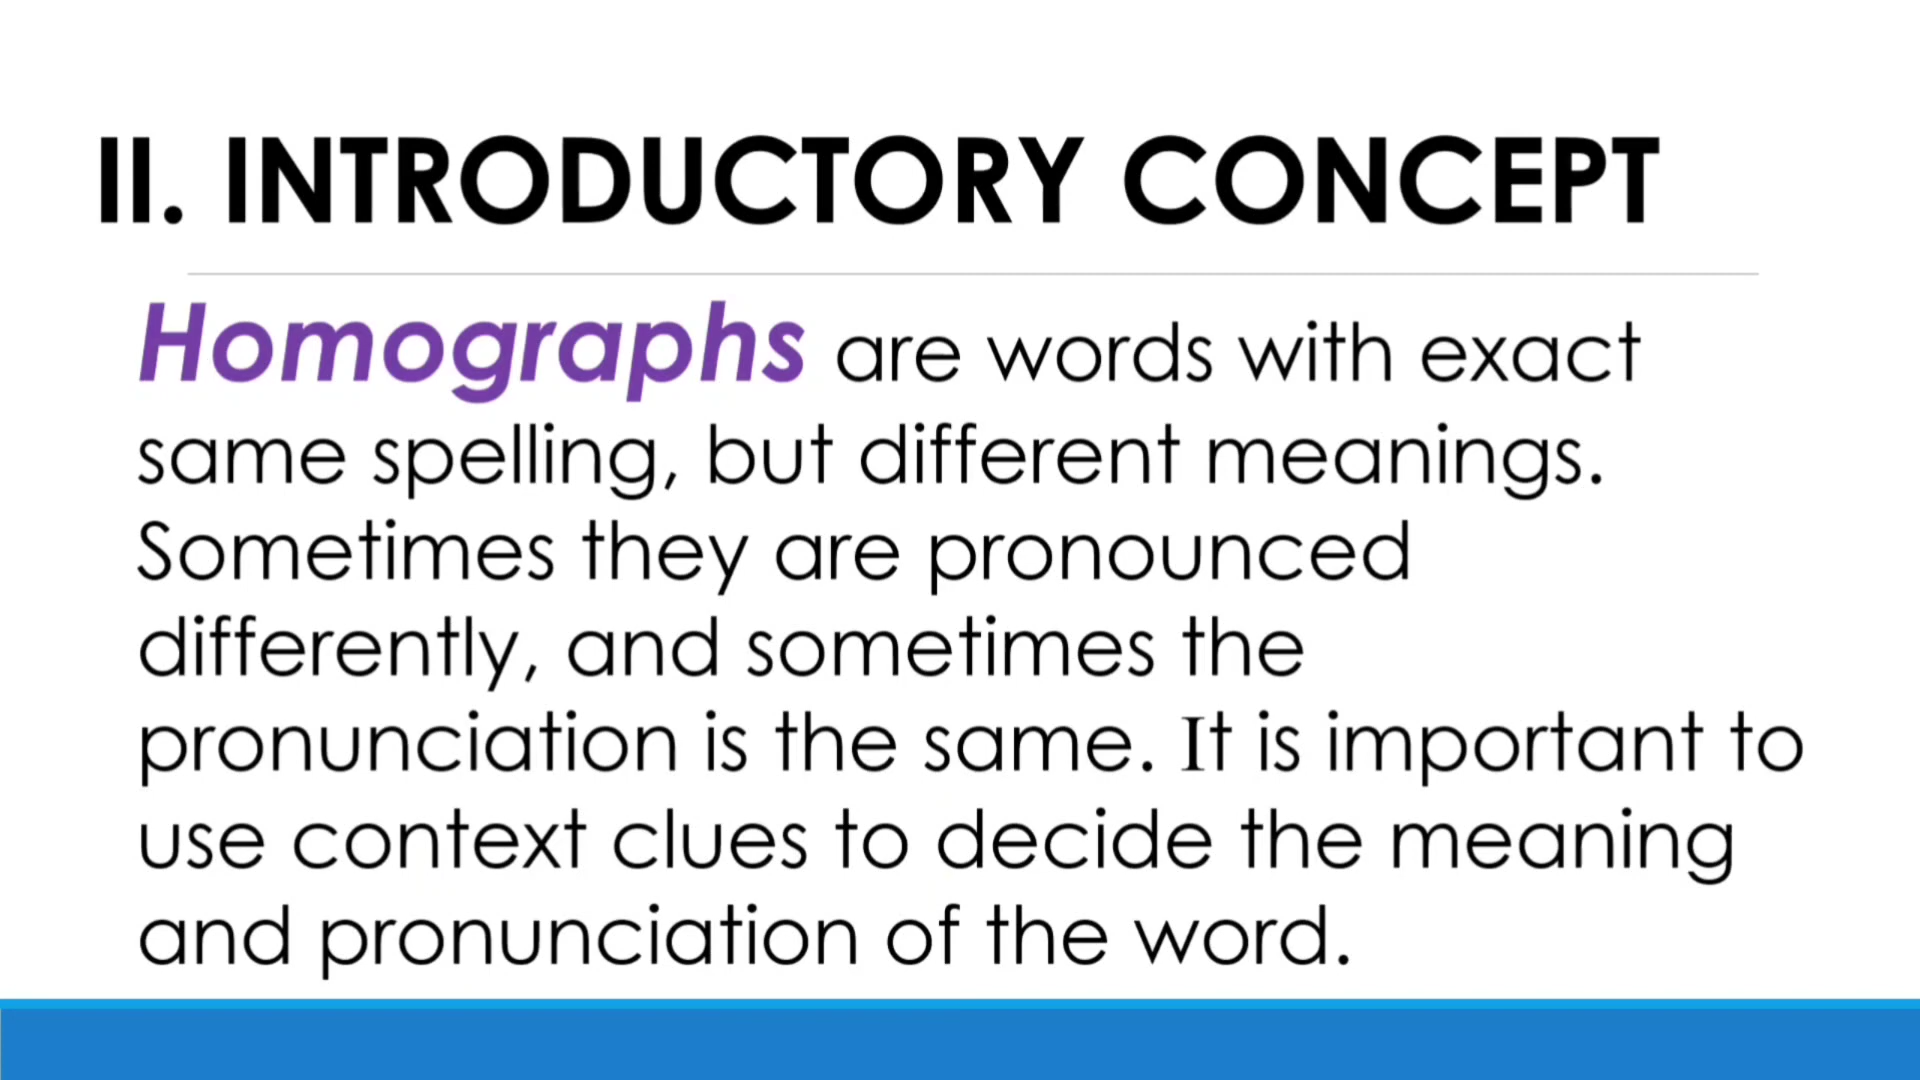 II. INTRODUCTORY CONCEPT
Homographs are words with exact
same spelling, but different meanings.
Sometimes they are pronounced
differently, and sometimes the
pronunciation is the same. It is important to
use context clues to decide the meaning
and pronunciation of the word.